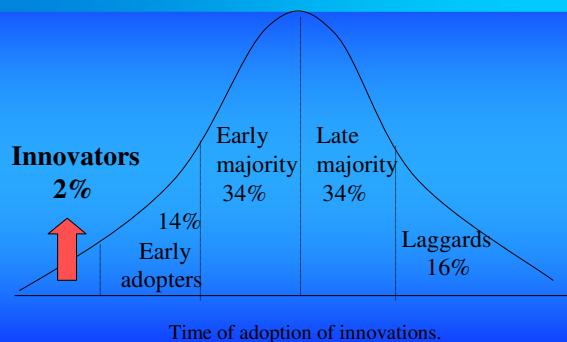 Innovators
2%
14%
Early
adopters
Early
majority
34%
Late
majority
34%
Laggards
16%
Time of adoption of innovations.